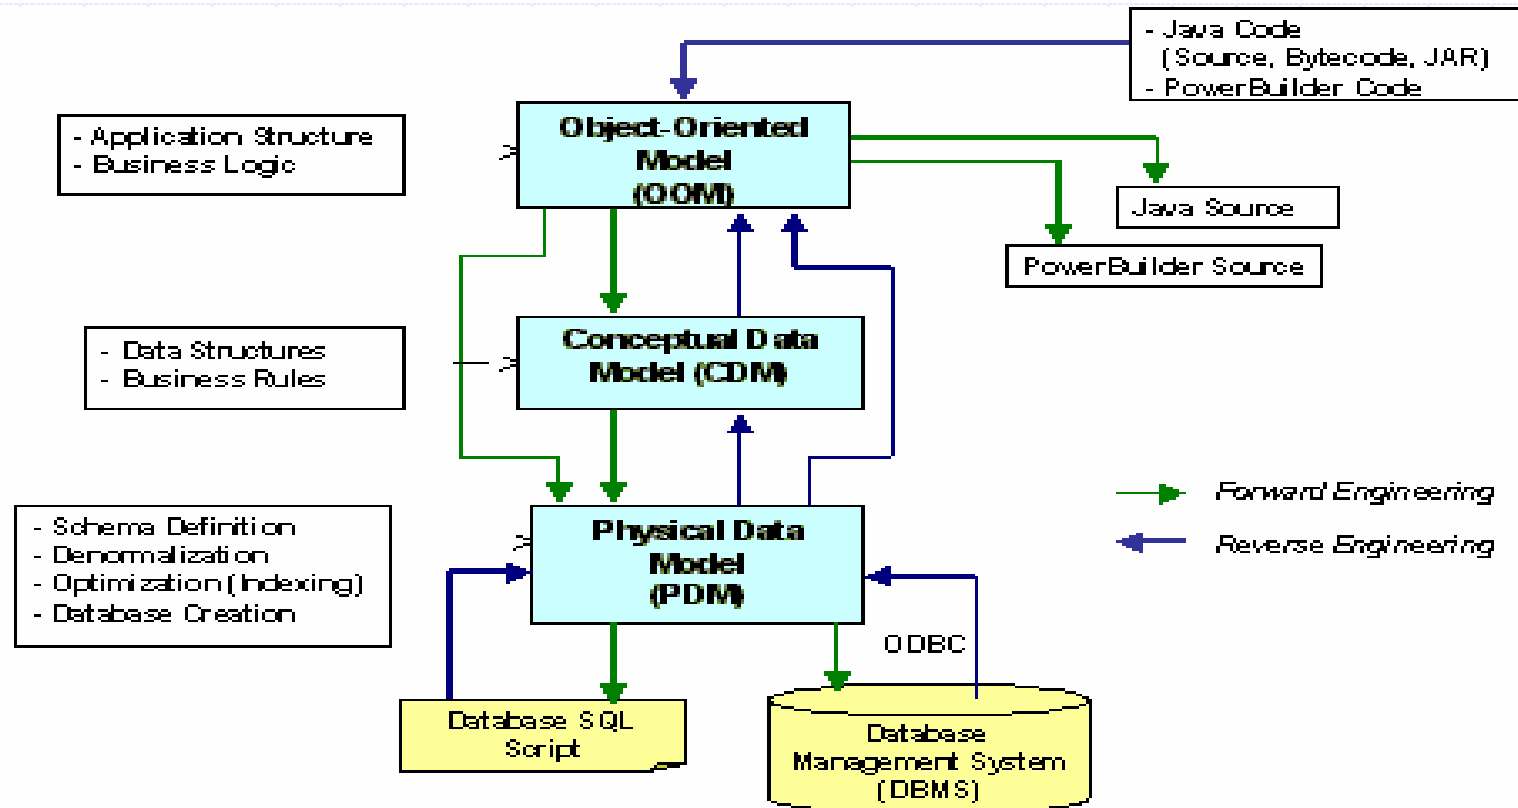 - Java Code
(Source, Bytecode, JAR)
- PowerBuilder Code
Object-Oriented
Model
(OOM)
- Application Structure
- Business Logic
Java Source
PowerBuilder Source
Conceptual Data
Model (CDM)
- Data Structures
- Business Rules
Forward Engineering
Reverse Engineering
- Schema Definition
- Denormalization
- Optimization (Indexing)
- Database Creation
Physical Data
Model
(PDM)
ODBC
Database SQL
Script
Database
Management System
(DBMS)